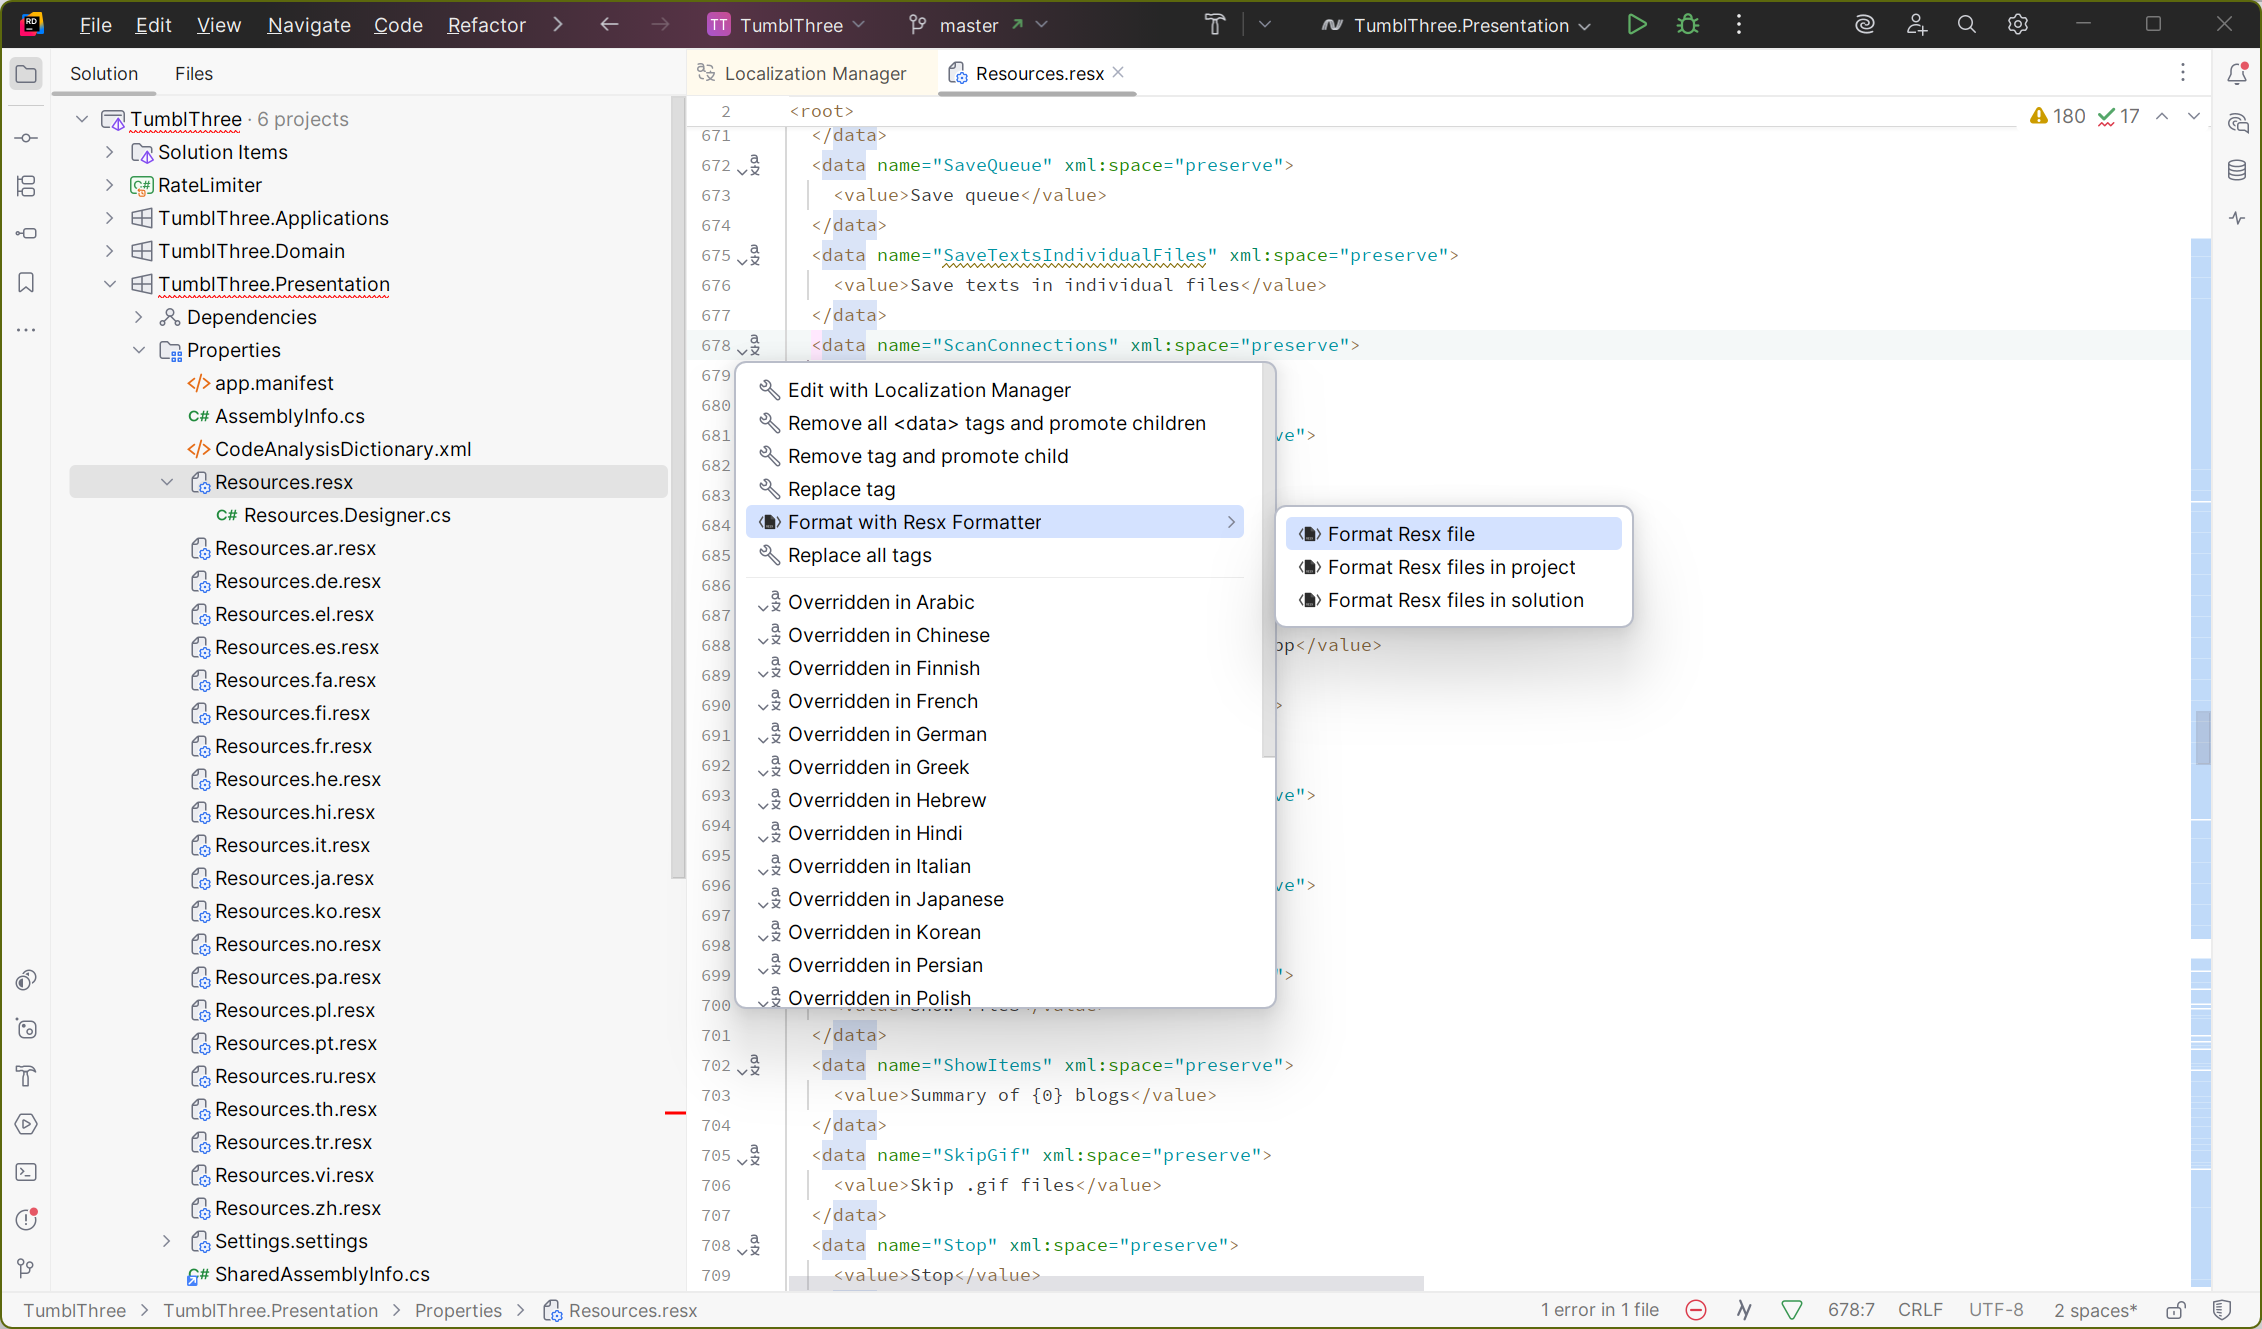 File Edit View Navigate Code Refactor TT TumblThree master TumblThree.Presentation
Solution Files
TumblThree · 6 projects
Solution Items
RateLimiter
TumblThree.Applications
TumblThree.Domain
TumblThree.Presentation
Dependencies
Properties
app.manifest
C# AssemblyInfo.cs
CodeAnalysisDictionary.xml
Resources.resx
C# Resources.Designer.cs
Resources.ar.resx
Resources.de.resx
Resources.el.resx
Resources.es.resx
Resources.fa.resx
Resources.fi.resx
Resources.fr.resx
Resources.he.resx
Resources.hi.resx
Resources.it.resx
Resources.ja.resx
Resources.ko.resx
Resources.no.resx
Resources.pa.resx
Resources.pl.resx
Resources.pt.resx
Resources.ru.resx
Resources.th.resx
Resources.tr.resx
Resources.vi.resx
Resources.zh.resx
Settings.settings
C# SharedAssemblyInfo.cs
Localization Manager Resources.resx
2 <root> 180 17
671 </data>
672 <data name="SaveQueue" xml:space="preserve">
673 <value>Save queue</value>
674 </data>
675 <data name="SaveTextsIndividualFiles" xml:space="preserve">
676 <value>Save texts in individual files</value>
677 </data>
678 <data name="ScanConnections" xml:space="preserve">
679
680
681 ve">
682
683
684
685
686
687
688 pp</value>
689
690 >
691
692
693 ve">
694
695
696 ve">
697
698
699 ">
700
701 </data>
702 <data name="ShowItems" xml:space="preserve">
703 <value>Summary of {0} blogs</value>
704 </data>
705 <data name="SkipGif" xml:space="preserve">
706 <value>Skip .gif files</value>
707 </data>
708 <data name="Stop" xml:space="preserve">
709 <value>Stop</value>
Edit with Localization Manager
Remove all <data> tags and promote children
Remove tag and promote child
Replace tag
Format with Resx Formatter
Replace all tags
Overridden in Arabic
Overridden in Chinese
Overridden in Finnish
Overridden in French
Overridden in German
Overridden in Greek
Overridden in Hebrew
Overridden in Hindi
Overridden in Italian
Overridden in Japanese
Overridden in Korean
Overridden in Persian
Overridden in Polish
Format Resx file
Format Resx files in project
Format Resx files in solution
TumblThree > TumblThree.Presentation > Properties > Resources.resx 1 error in 1 file 678:7 CRLF UTF-8 2 spaces*